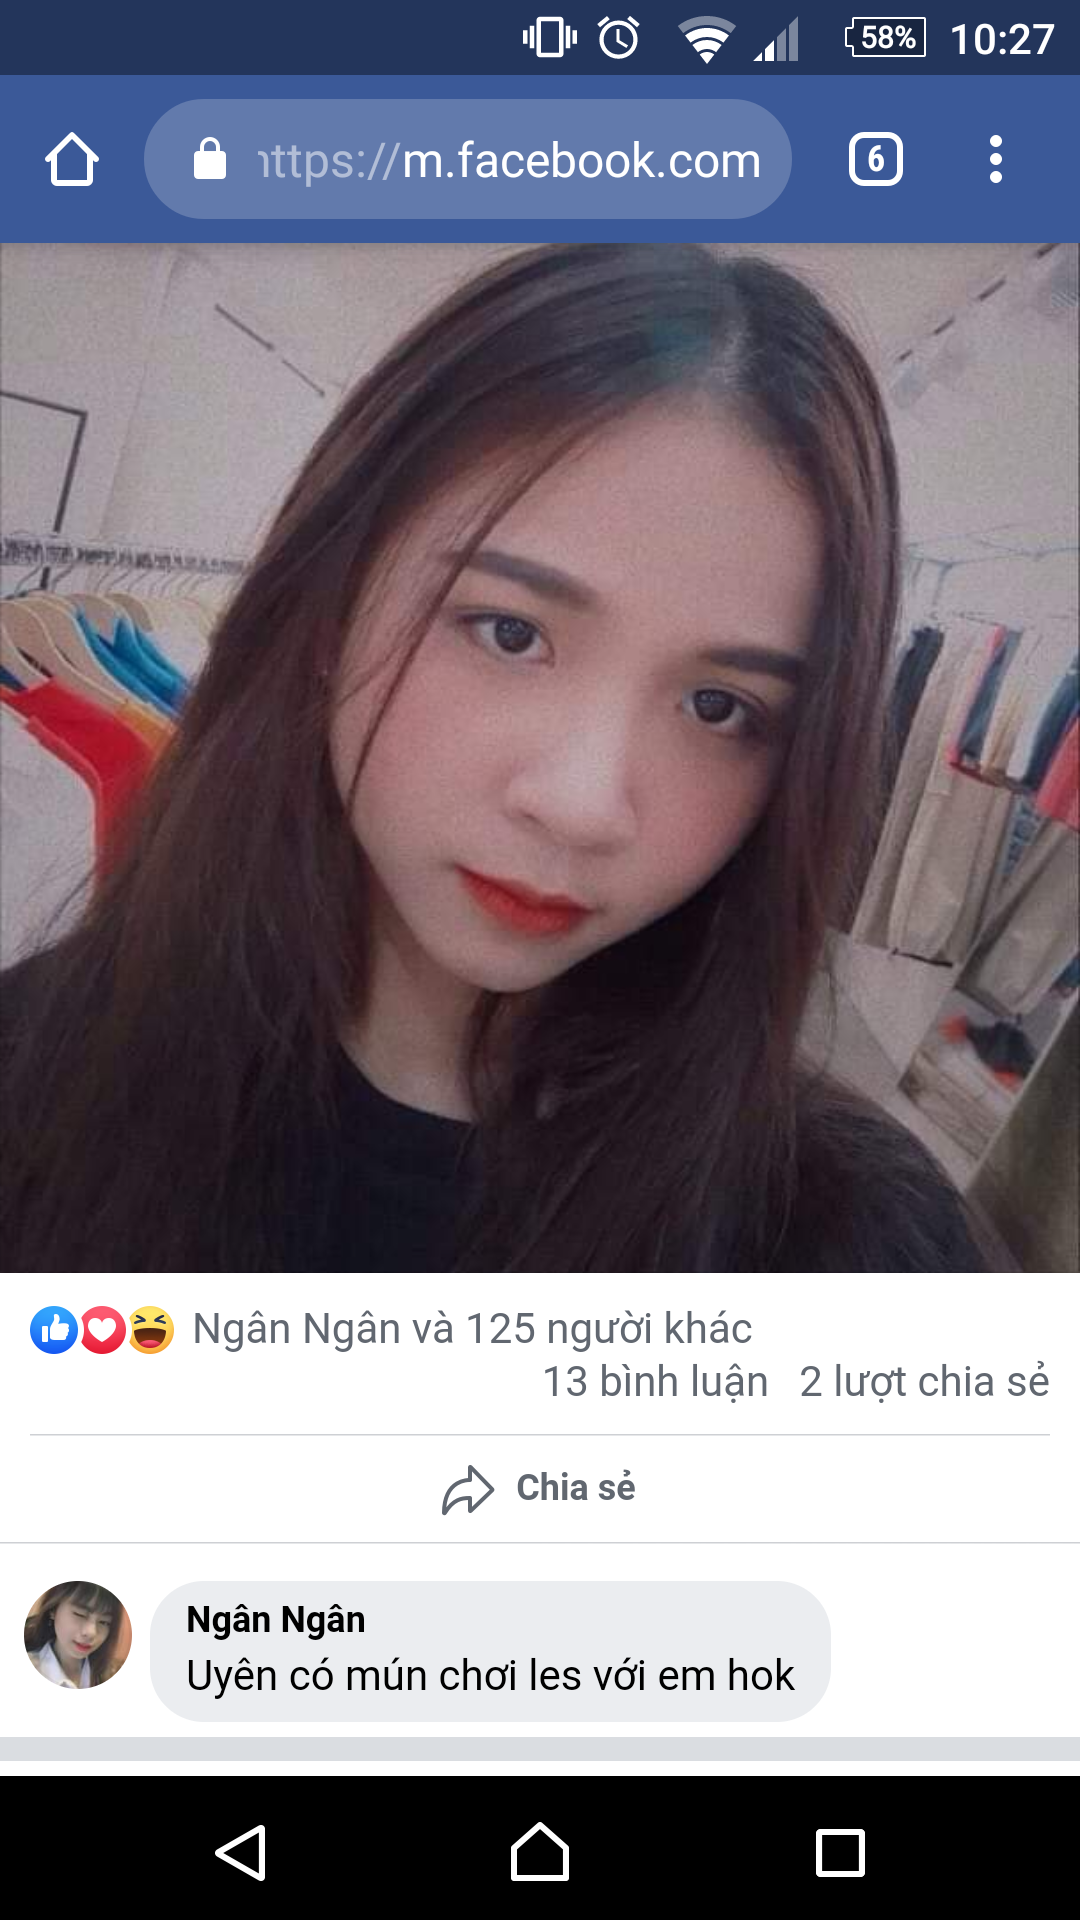 58% 10:27
https://m.facebook.com 6
Ngân Ngân và 125 người khác
13 bình luận 2 lượt chia sẻ
Chia sẻ
Ngân Ngân
Uyên có mún chơi les với em hok